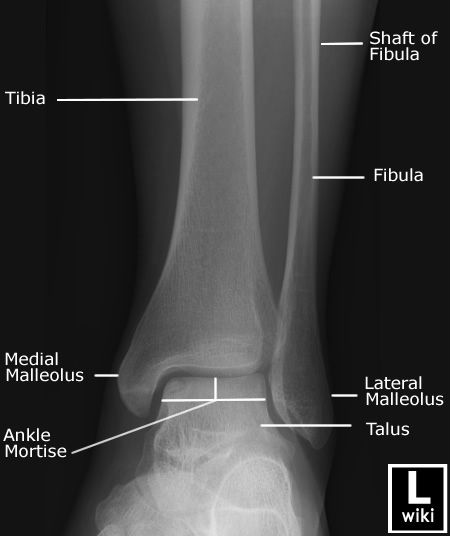 Shaft of
Fibula
Tibia
Fibula
Medial
Malleolus
Lateral
Malleolus
Ankle
Mortise
Talus
L
wiki